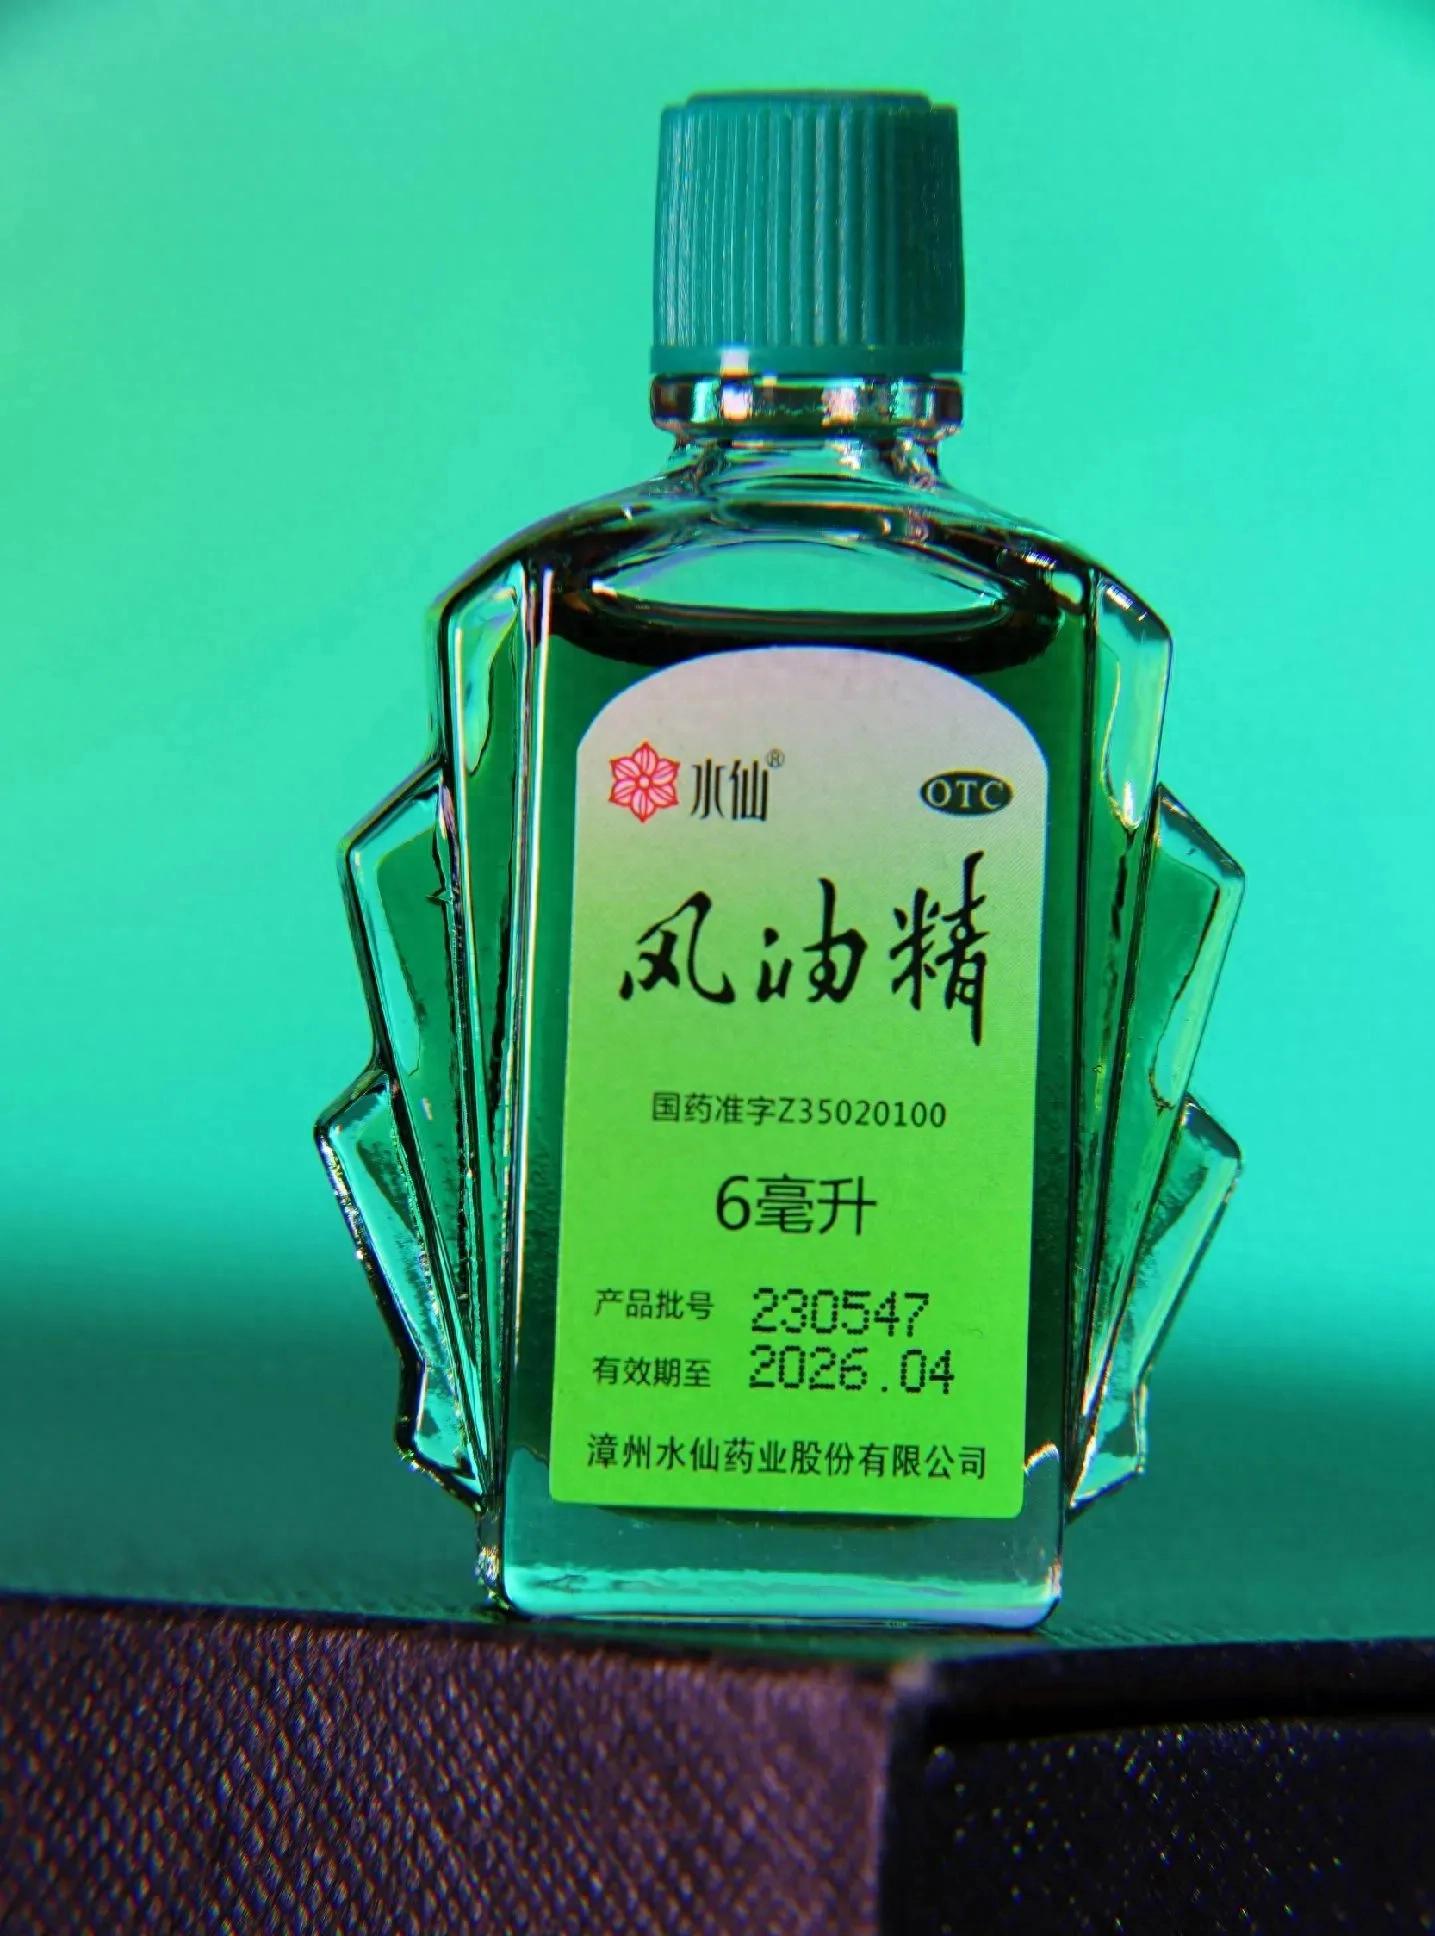 水仙® OTC
风油精
国药准字Z35020100
6毫升
产品批号 230547
有效期至 2026.04
漳州水仙药业股份有限公司